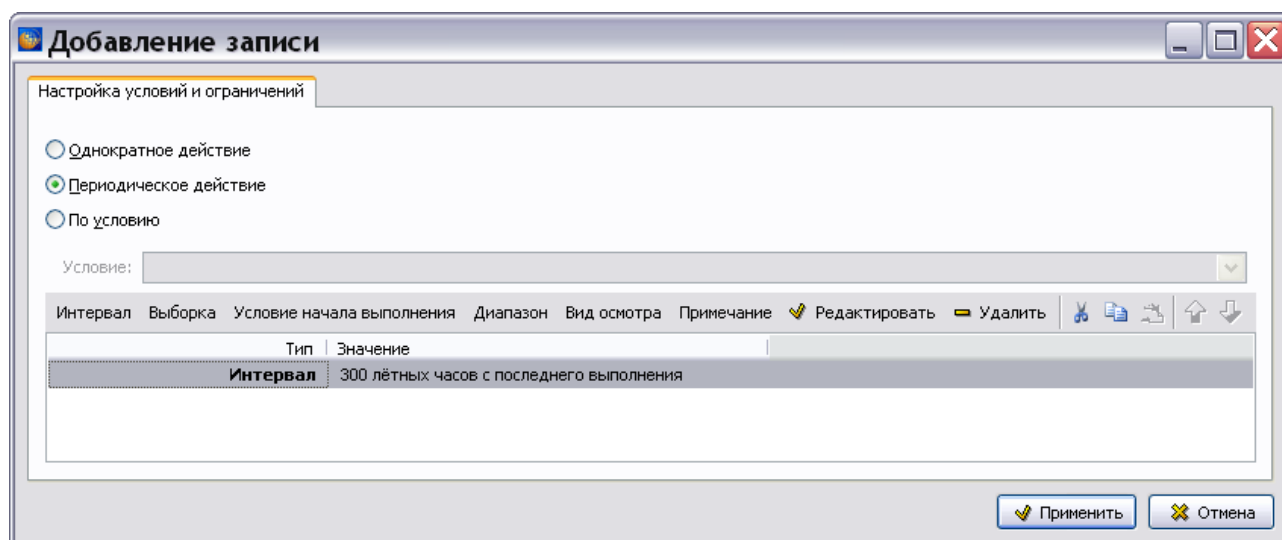 Добавление записи
Настройка условий и ограничений
Однократное действие
Периодическое действие
По условию
Условие:
Интервал Выборка Условие начала выполнения Диапазон Вид осмотра Примечание Редактировать Удалить
Тип Значение
Интервал 300 лётных часов с последнего выполнения
Применить Отмена